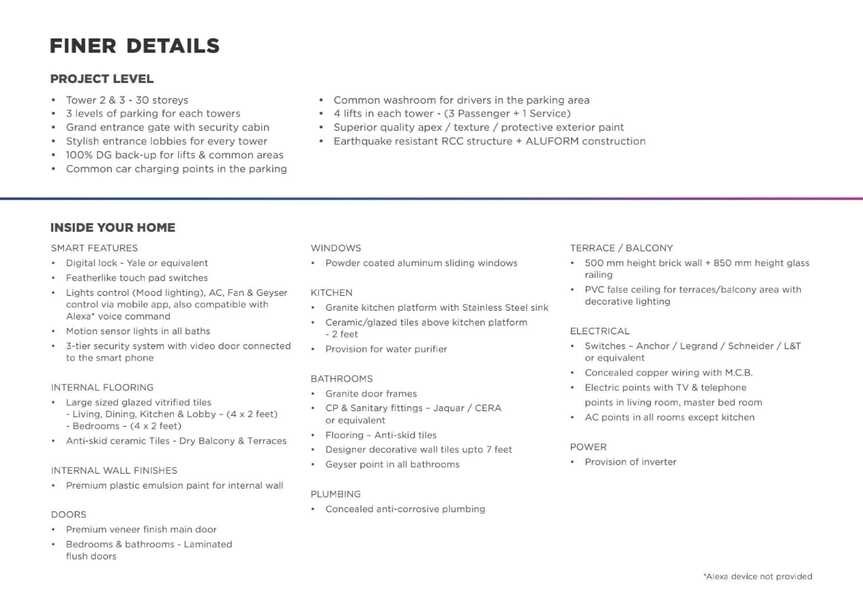 FINER DETAILS
PROJECT LEVEL
• Tower 2 & 3 - 30 storeys
• 3 levels of parking for each towers
• Grand entrance gate with security cabin
• Stylish entrance lobbies for every tower
• 100% DG back-up for lifts & common areas
• Common car charging points in the parking
• Common washroom for drivers in the parking area
• 4 lifts in each tower - (3 Passenger + 1 Service)
• Superior quality apex / texture / protective exterior paint
• Earthquake resistant RCC structure + ALUFORM construction
INSIDE YOUR HOME
SMART FEATURES
• Digital lock - Yale or equivalent
• Featherlike touch pad switches
• Lights control (Mood lighting), AC, Fan & Geyser
control via mobile app, also compatible with
Alexa* voice command
• Motion sensor lights in all baths
• 3-tier security system with video door connected
to the smart phone
INTERNAL FLOORING
• Large sized glazed vitrified tiles
- Living, Dining, Kitchen & Lobby – (4 x 2 feet)
- Bedrooms – (4 x 2 feet)
• Anti-skid ceramic Tiles - Dry Balcony & Terraces
INTERNAL WALL FINISHES
• Premium plastic emulsion paint for internal wall
DOORS
• Premium veneer finish main door
• Bedrooms & bathrooms - Laminated
flush doors
WINDOWS
• Powder coated aluminum sliding windows
KITCHEN
• Granite kitchen platform with Stainless Steel sink
• Ceramic/glazed tiles above kitchen platform
- 2 feet
• Provision for water purifier
BATHROOMS
• Granite door frames
• CP & Sanitary fittings – Jaquar / CERA
or equivalent
• Flooring – Anti-skid tiles
• Designer decorative wall tiles upto 7 feet
• Geyser point in all bathrooms
PLUMBING
• Concealed anti-corrosive plumbing
TERRACE / BALCONY
• 500 mm height brick wall + 850 mm height glass
railing
• PVC false ceiling for terraces/balcony area with
decorative lighting
ELECTRICAL
• Switches – Anchor / Legrand / Schneider / L&T
or equivalent
• Concealed copper wiring with M.C.B.
• Electric points with TV & telephone
points in living room, master bed room
• AC points in all rooms except kitchen
POWER
• Provision of inverter
*Alexa device not provided